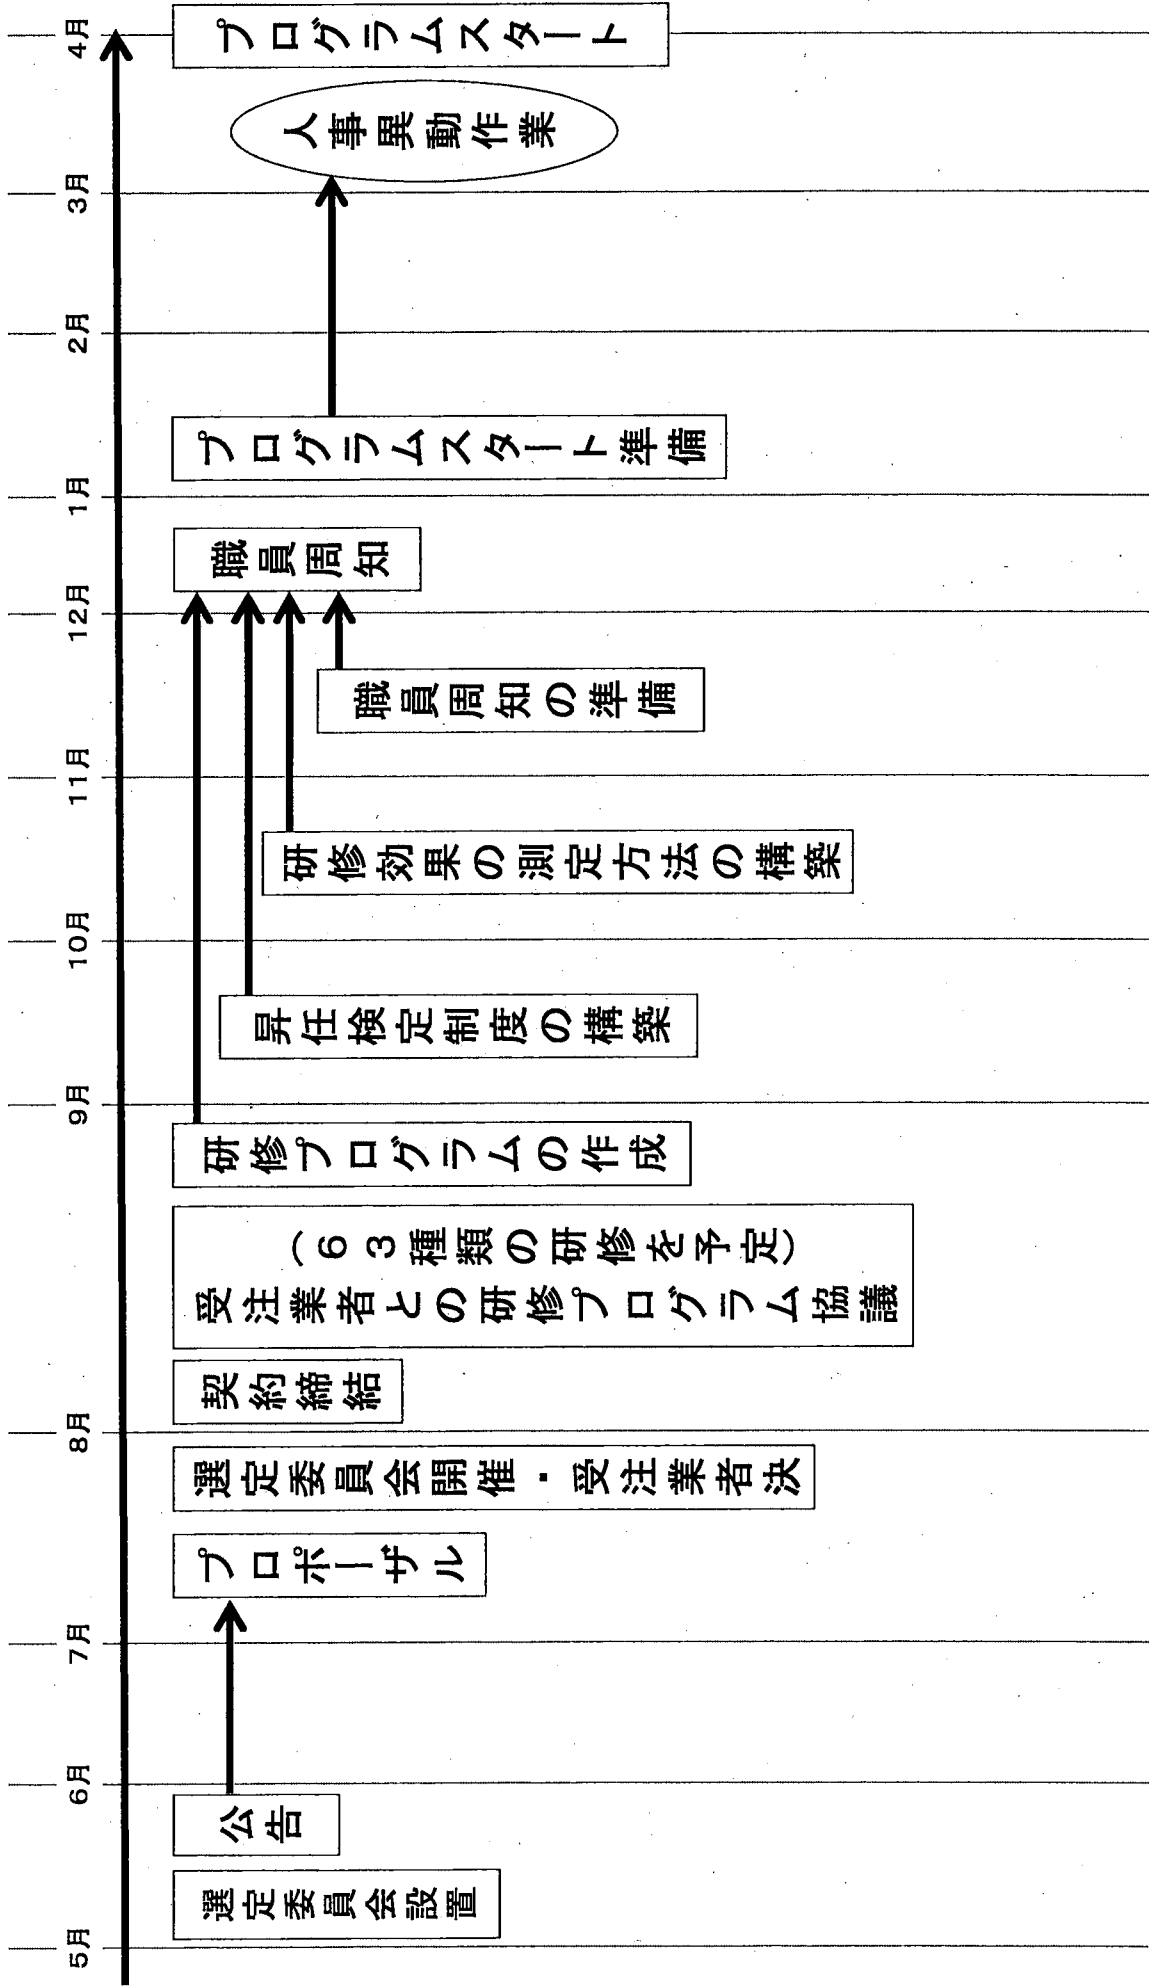 5月
6月
7月
8月
9月
10月
11月
12月
1月
2月
3月
4月
選定委員会設置
公告
プロポーザル
選定委員会開催・受注業者決
契約締結
受注業者との研修プログラム協議
（６３種類の研修を予定）
研修プログラムの作成
昇任検定制度の構築
研修効果の測定方法の構築
職員周知の準備
職員周知
プログラムスタート準備
人事異動作業
プログラムスタート